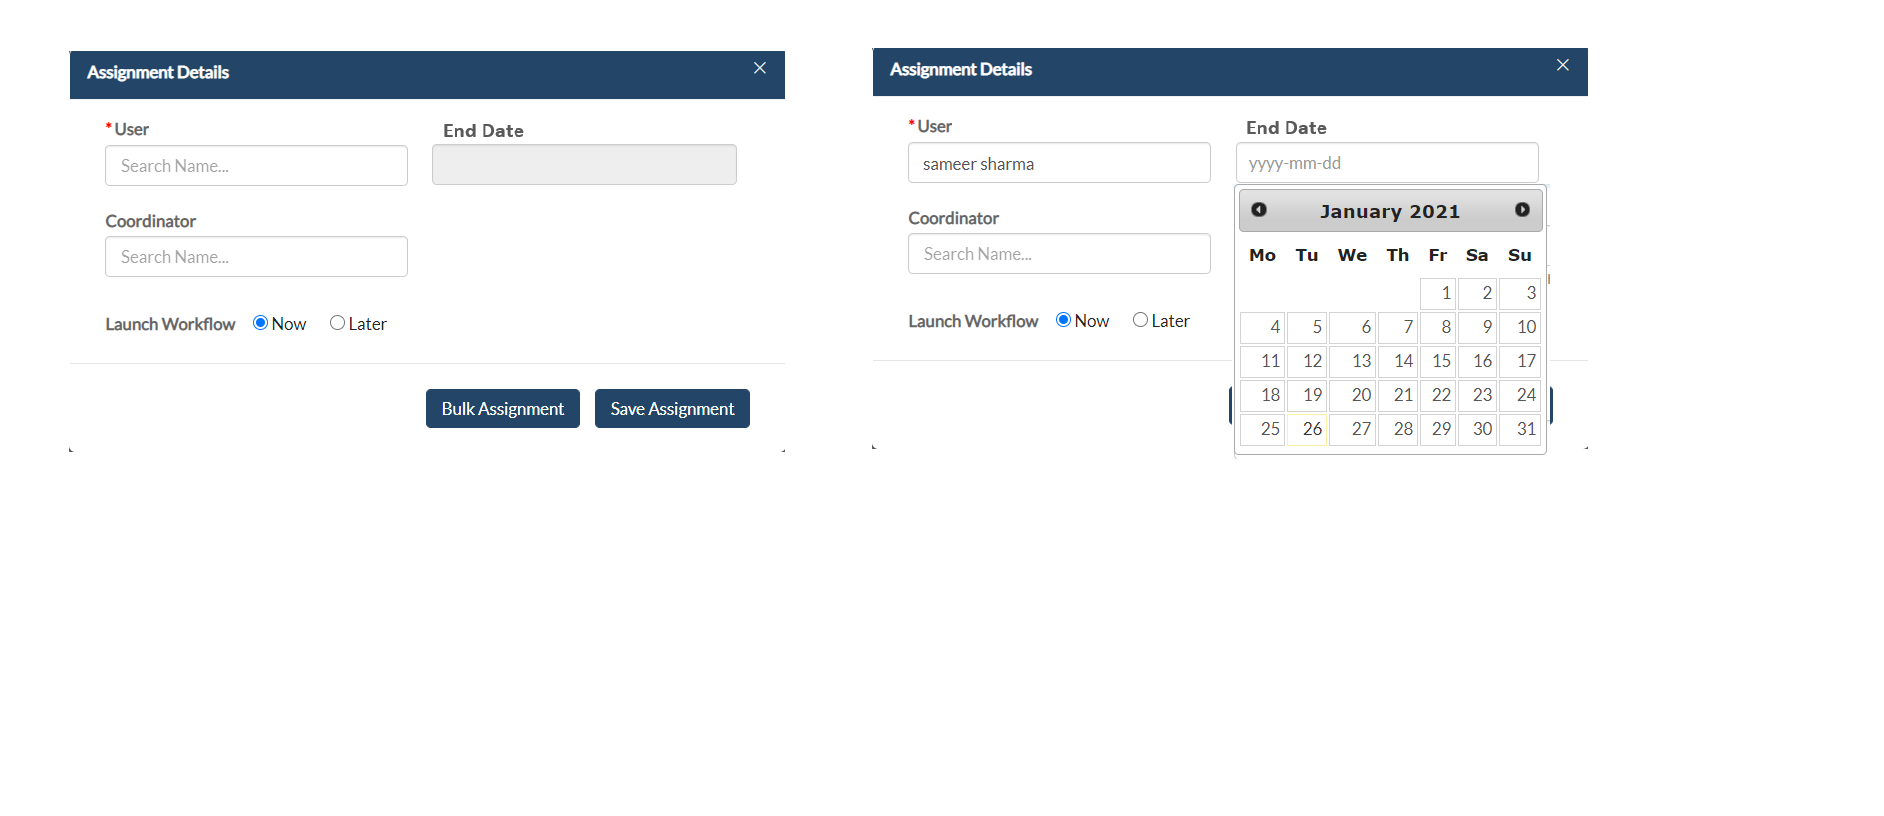 Assignment Details
*User
End Date
Search Name...
Coordinator
Search Name...
Launch Workflow Now Later
Bulk Assignment Save Assignment
Assignment Details
*User
End Date
sameer sharma
yyyy-mm-dd
Coordinator
Search Name...
Launch Workflow Now Later
January 2021
Mo Tu We Th Fr Sa Su
1 2 3
4 5 6 7 8 9 10
11 12 13 14 15 16 17
18 19 20 21 22 23 24
25 26 27 28 29 30 31